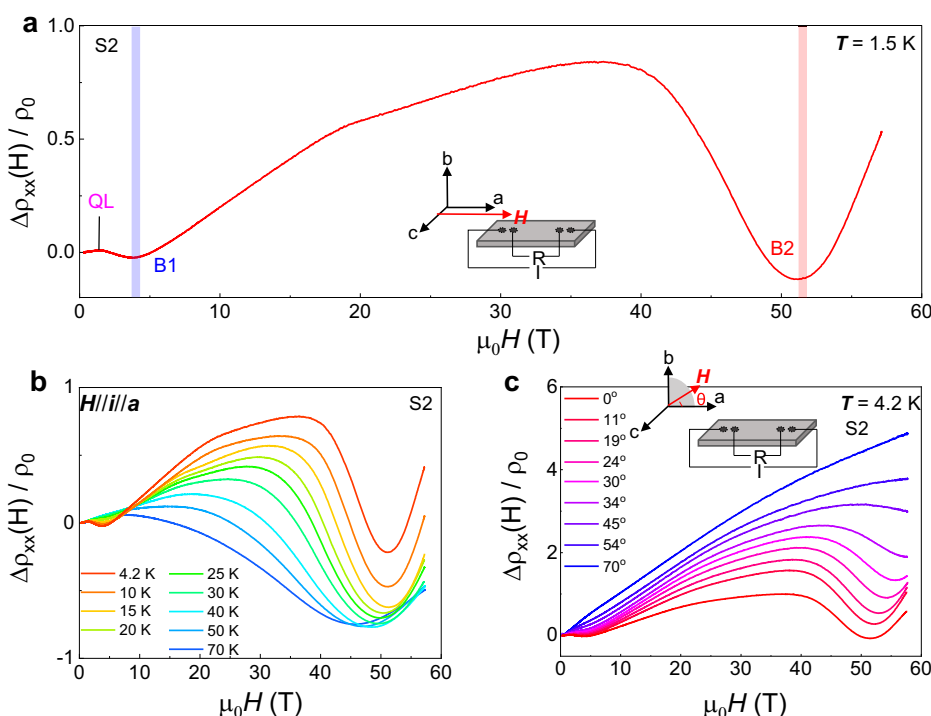 a
S2
T = 1.5 K
1.0
0.5
0.0
Δρxx(H) / ρ0
QL
B1
B2
b
a
c
H
R
I
0 10 20 30 40 50 60
μ0H (T)
b
H//i//a
S2
1
0
-1
Δρxx(H) / ρ0
4.2 K
10 K
15 K
20 K
25 K
30 K
40 K
50 K
70 K
0 10 20 30 40 50 60
μ0H (T)
c
b
H
θ
a
c
T = 4.2 K
S2
R
I
6
4
2
0
Δρxx(H) / ρ0
0º
11º
19º
24º
30º
34º
45º
54º
70º
0 10 20 30 40 50 60
μ0H (T)